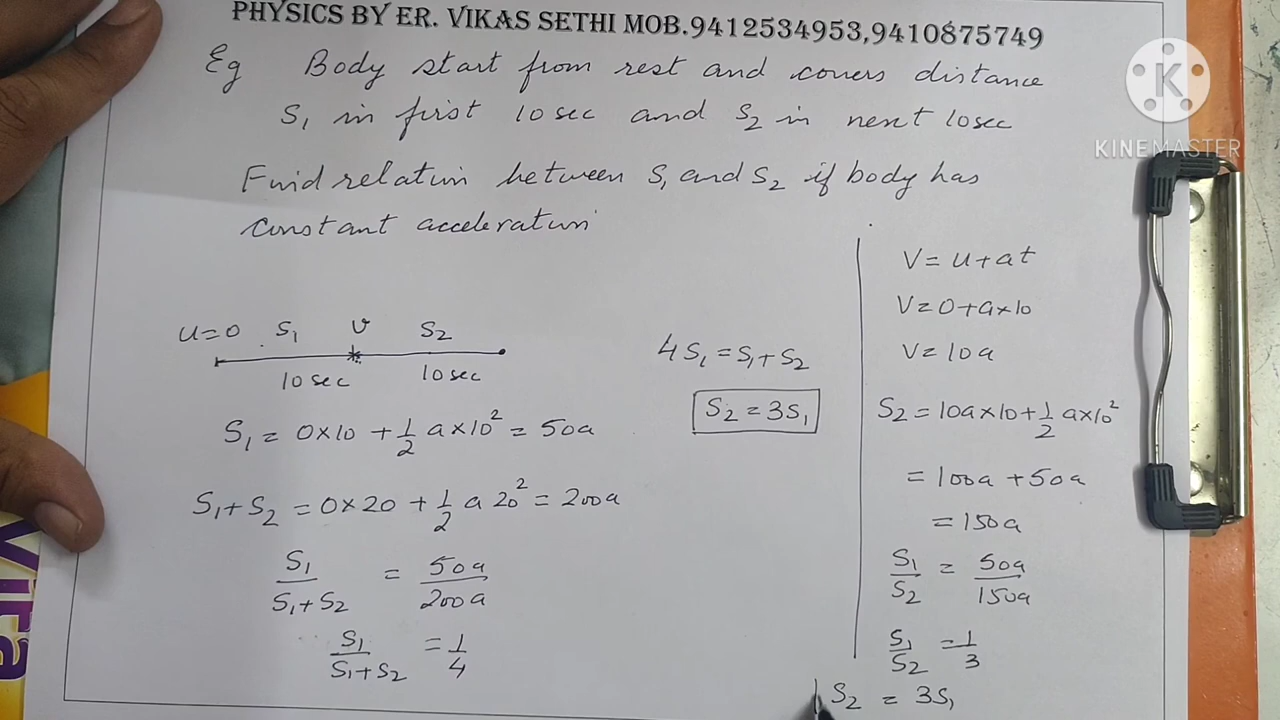 PHYSICS BY ER. VIKAS SETHI MOB.9412534953,9410875749
Eg Body start from rest and covers distance
S₁ in first 10 sec and S₂ in next 10sec
KINEMASTER
Find relation between S₁ and S₂ if body has
constant acceleration
u=0 S₁ v S₂
10 sec 10 sec
S₁ = 0×10 + 1/2 a×10² = 50a
S₁+S₂ = 0×20 + 1/2 a 20² = 200a
S₁/(S₁+S₂) = 50a/200a
S₁/(S₁+S₂) = 1/4
4S₁ = S₁+S₂
S₂ = 3S₁
V = u+at
V = 0+a×10
V = 10a
S₂ = 10a×10+1/2 a×10²
= 100a + 50a
= 150a
S₁/S₂ = 50a/150a
S₁/S₂ = 1/3
S₂ = 3S₁